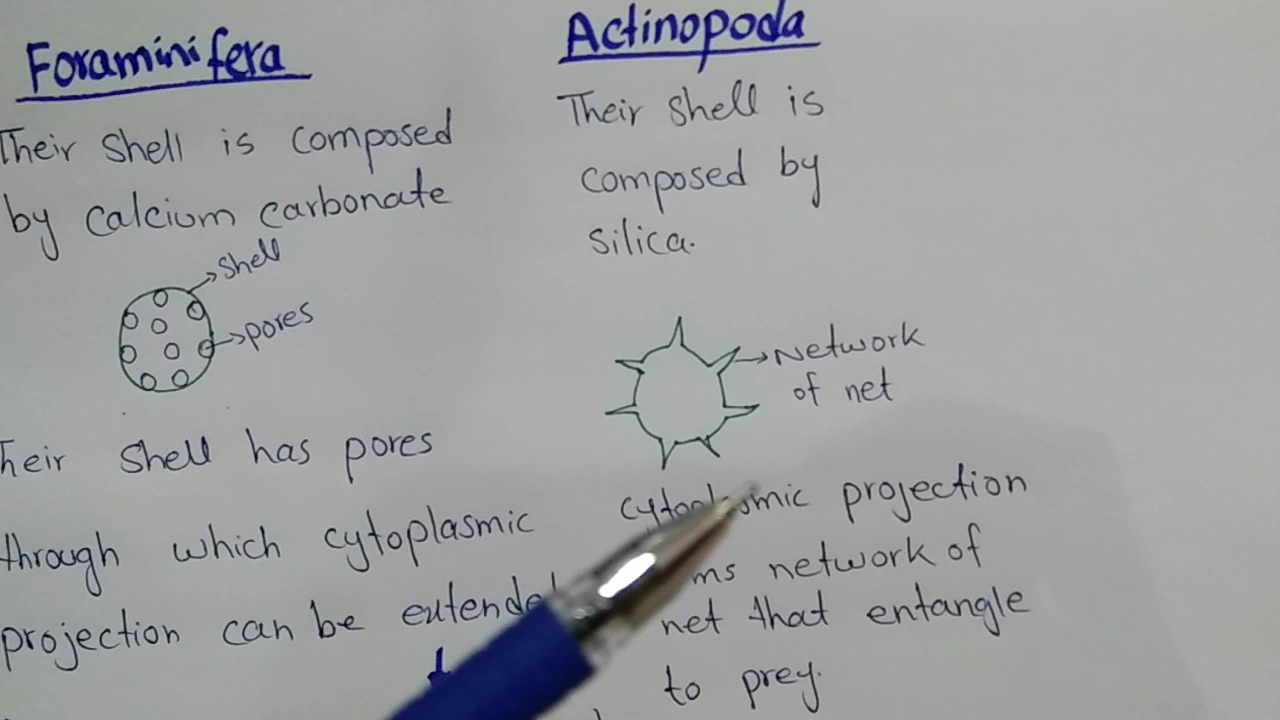 Foraminifera
Their shell is composed
by calcium carbonate
shell
pores
Their shell has pores
through which cytoplasmic
projection can be
Actinopoda
Their shell is
composed by
silica.
Network
of net
projection
network of
net that entangle
to prey.